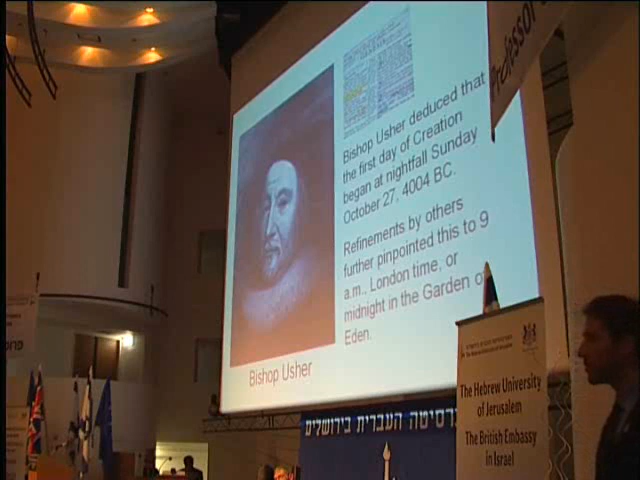 Professor
Bishop Usher deduced that
the first day of Creation
began at nightfall Sunday
October 27, 4004 BC.
Refinements by others
further pinpointed this to 9
a.m., London time, or
midnight in the Garden o
Eden.
Bishop Usher
The Hebrew University
of Jerusalem
The British Embassy
in Israel
רסיטה העברית בירושלים